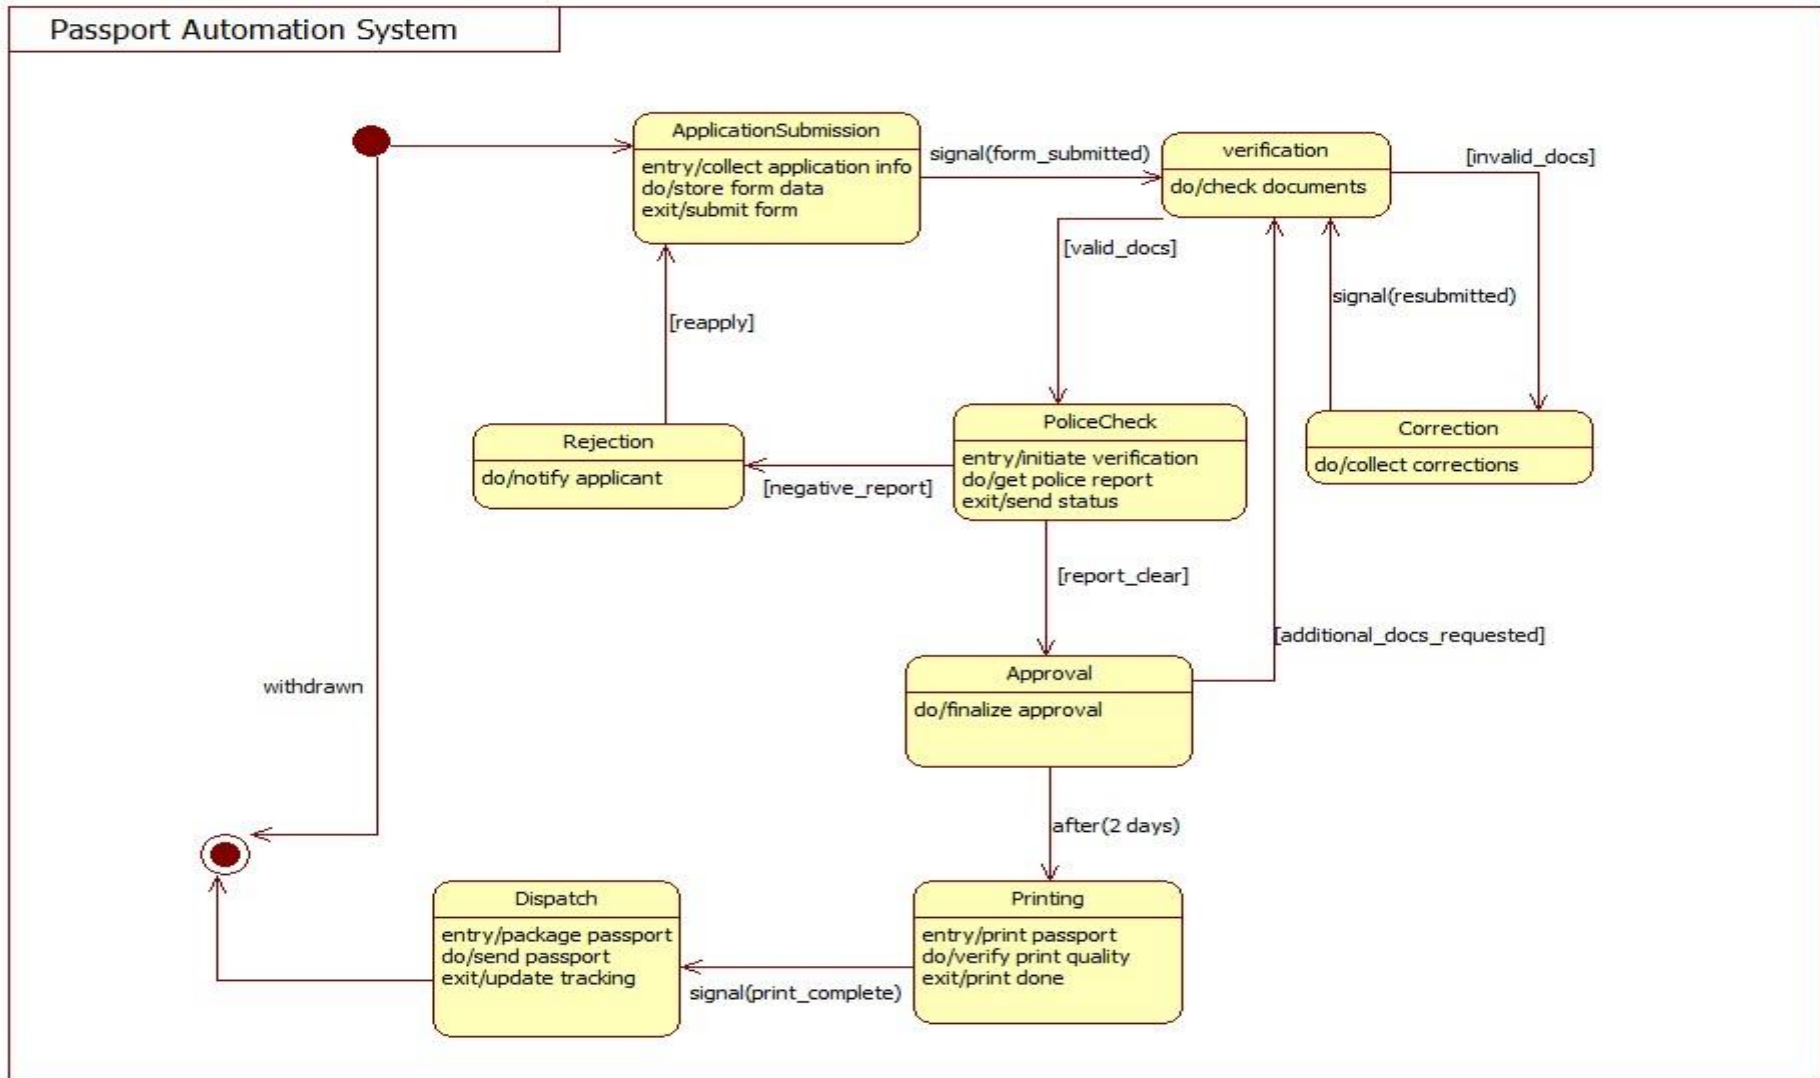 Passport Automation System
ApplicationSubmission
entry/collect application info
do/store form data
exit/submit form
signal(form_submitted)
verification
do/check documents
[invalid_docs]
[valid_docs]
signal(resubmitted)
[reapply]
Rejection
do/notify applicant
[negative_report]
PoliceCheck
entry/initiate verification
do/get police report
exit/send status
Correction
do/collect corrections
[report_clear]
[additional_docs_requested]
Approval
do/finalize approval
withdrawn
after(2 days)
Dispatch
entry/package passport
do/send passport
exit/update tracking
signal(print_complete)
Printing
entry/print passport
do/verify print quality
exit/print done